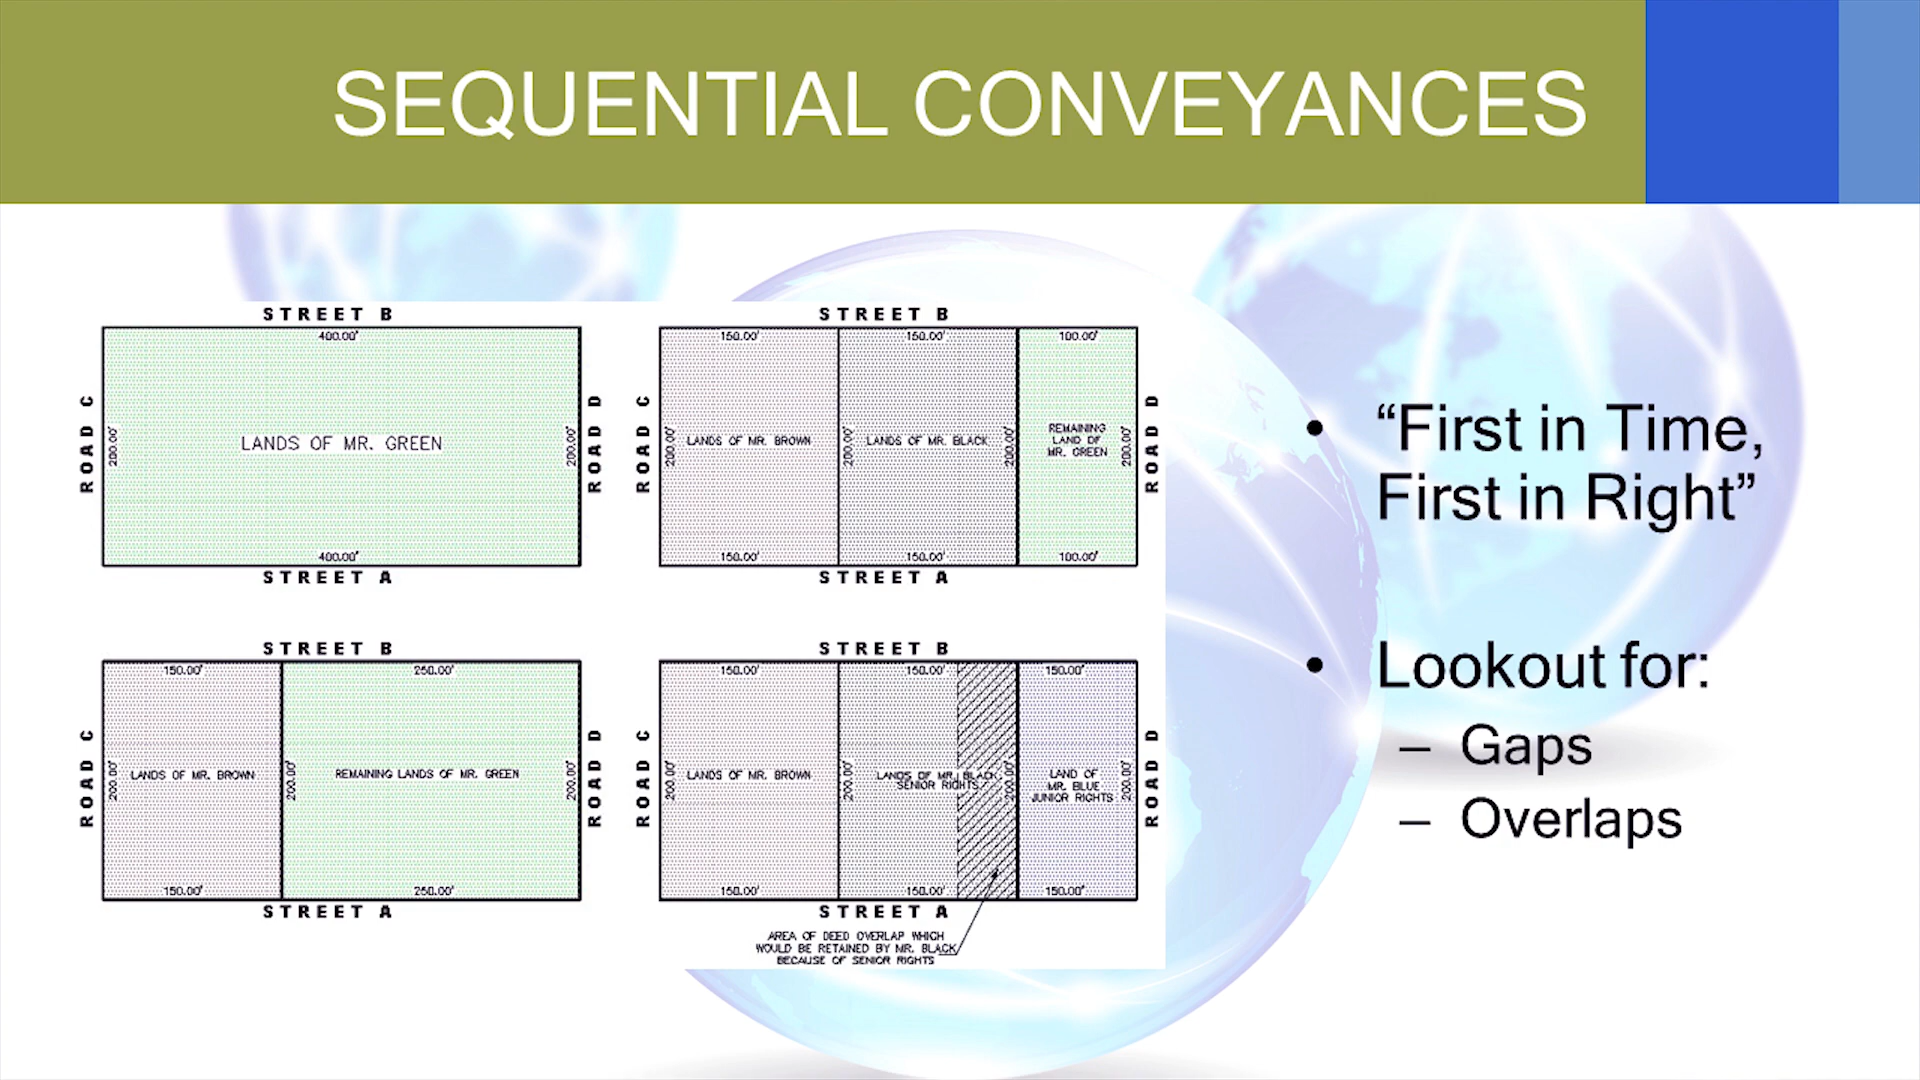 SEQUENTIAL CONVEYANCES
STREET B
400.00'
ROAD C
200.00'
LANDS OF MR. GREEN
200.00'
ROAD D
400.00'
STREET A
STREET B
150.00'
150.00'
100.00'
ROAD C
200.00'
LANDS OF MR. BROWN
200.00'
LANDS OF MR. BLACK
200.00'
REMAINING
LAND OF
MR. GREEN
200.00'
ROAD D
150.00'
150.00'
100.00'
STREET A
STREET B
150.00'
250.00'
ROAD C
200.00'
LANDS OF MR. BROWN
200.00'
REMAINING LANDS OF MR. GREEN
200.00'
ROAD D
150.00'
250.00'
STREET A
STREET B
150.00'
150.00'
150.00'
ROAD C
200.00'
LANDS OF MR. BROWN
200.00'
LANDS OF MR. BLACK
SENIOR RIGHTS
200.00'
LAND OF
MR. BLUE
JUNIOR RIGHTS
200.00'
ROAD D
150.00'
150.00'
150.00'
STREET A
AREA OF DEED OVERLAP WHICH
WOULD BE RETAINED BY MR. BLACK
BECAUSE OF SENIOR RIGHTS
• “First in Time,
First in Right”
• Lookout for:
– Gaps
– Overlaps